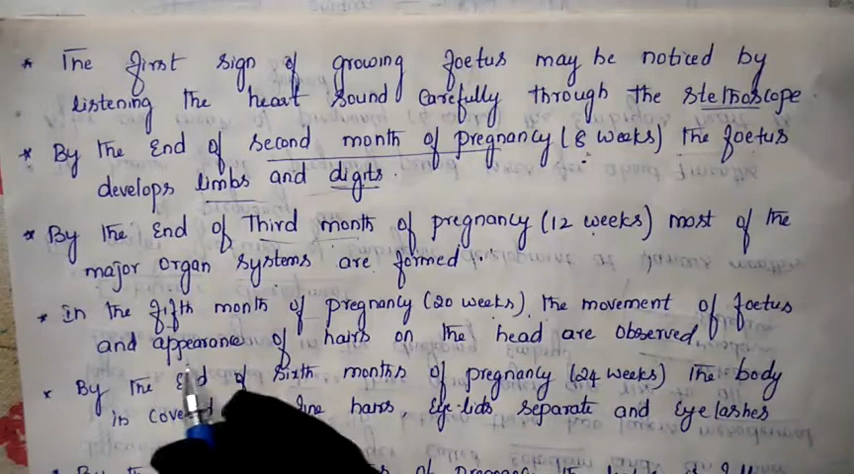 * The first sign of growing foetus may be noticed by
listening the heart sound carefully through the stethoscope.
* By the End of second month of pregnancy (8 weeks) the foetus
develops limbs and digits.
* By the End of Third month of pregnancy (12 weeks) most of the
major organ systems are formed.
* In the fifth month of pregnancy (20 weeks), the movement of foetus
and appearance of hairs on the head are observed.
* By the End of sixth months of pregnancy (24 weeks) The body
is hairs, Eye-lids separate and Eyelashes